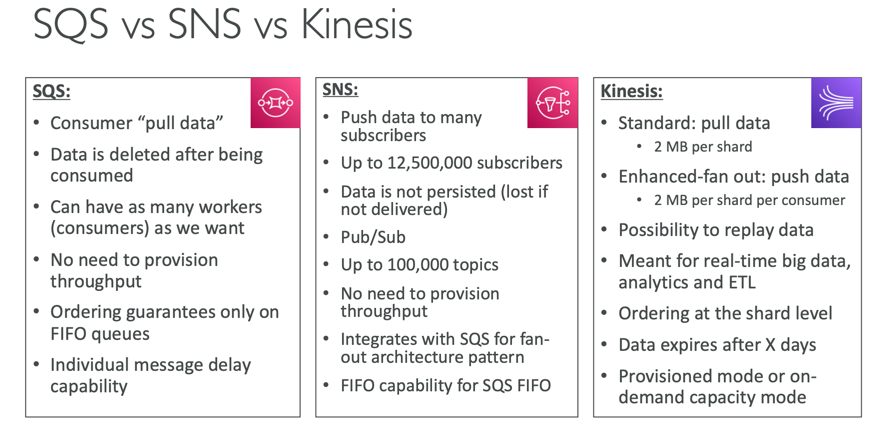 SQS vs SNS vs Kinesis
SQS:
• Consumer “pull data”
• Data is deleted after being
consumed
• Can have as many workers
(consumers) as we want
• No need to provision
throughput
• Ordering guarantees only on
FIFO queues
• Individual message delay
capability
SNS:
• Push data to many
subscribers
• Up to 12,500,000 subscribers
• Data is not persisted (lost if
not delivered)
• Pub/Sub
• Up to 100,000 topics
• No need to provision
throughput
• Integrates with SQS for fan-
out architecture pattern
• FIFO capability for SQS FIFO
Kinesis:
• Standard: pull data
• 2 MB per shard
• Enhanced-fan out: push data
• 2 MB per shard per consumer
• Possibility to replay data
• Meant for real-time big data,
analytics and ETL
• Ordering at the shard level
• Data expires after X days
• Provisioned mode or on-
demand capacity mode